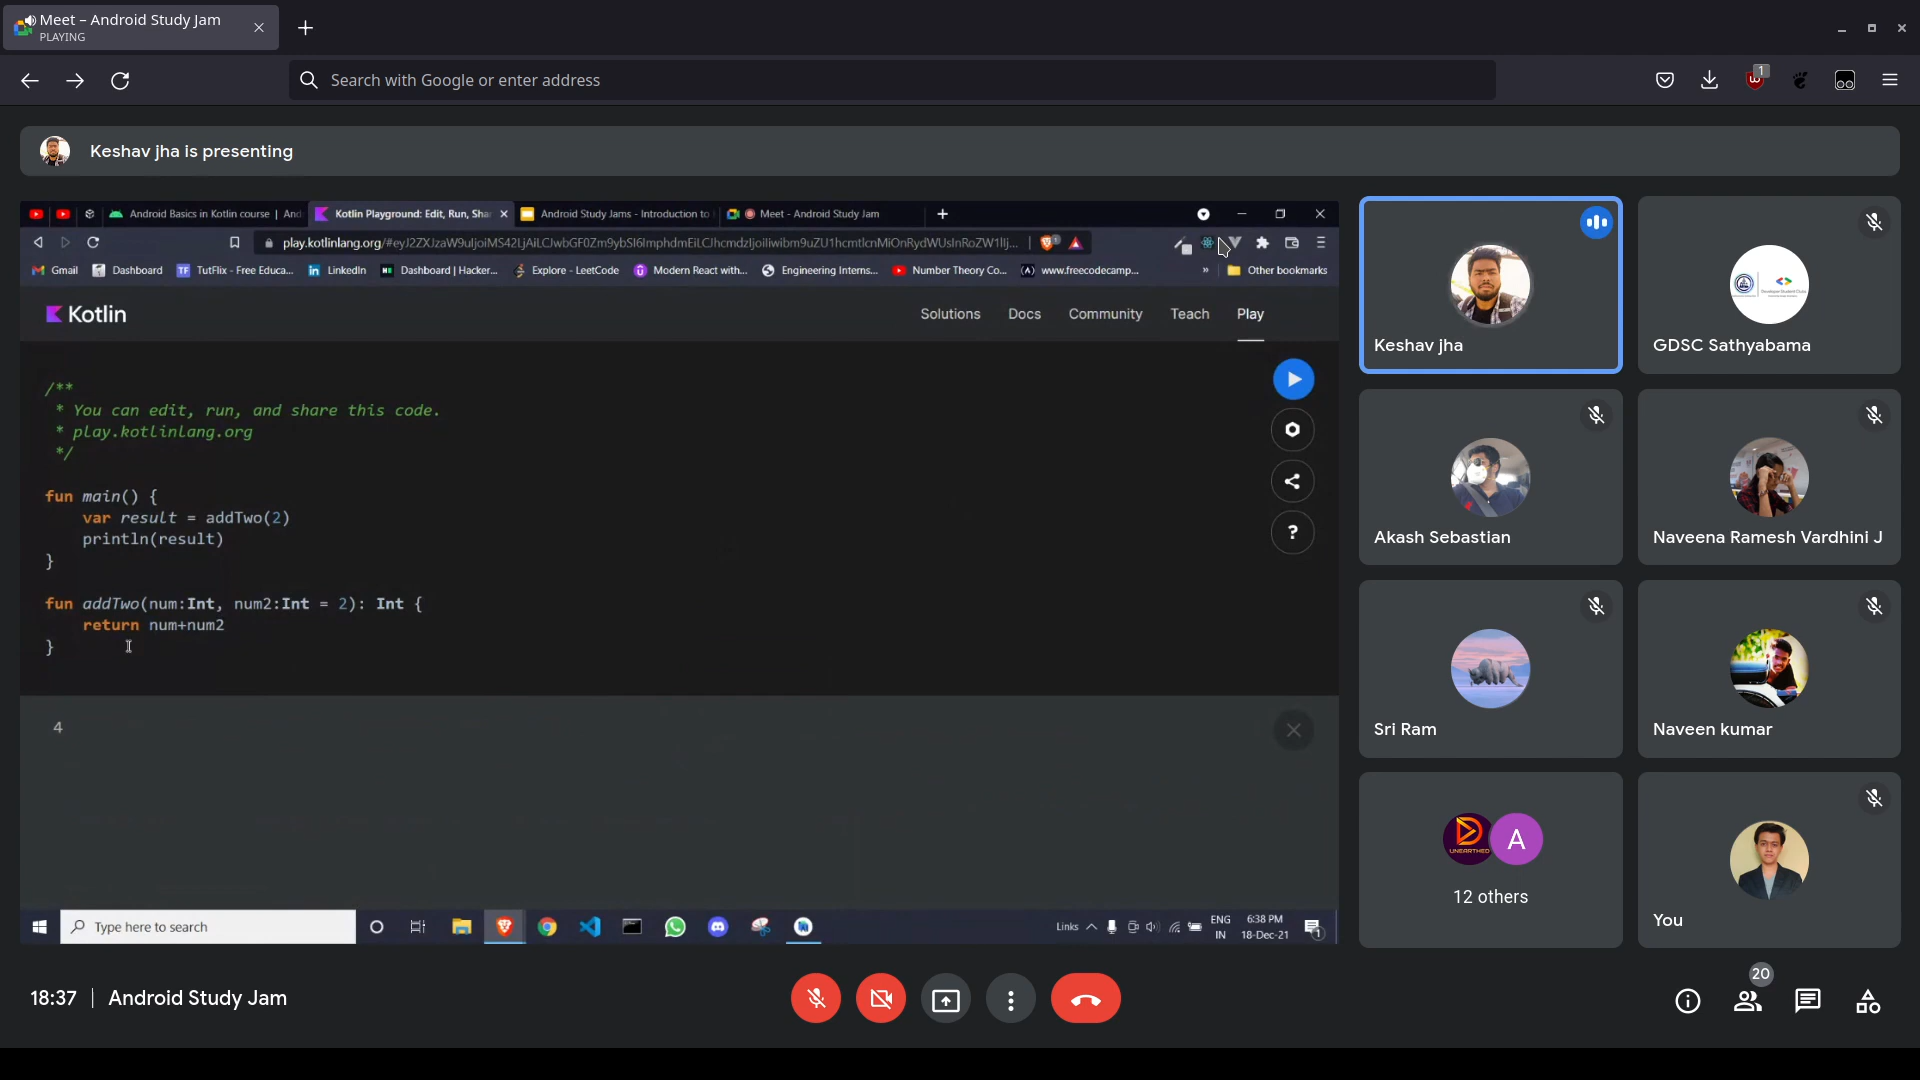 Meet – Android Study Jam
PLAYING
Search with Google or enter address
1
Keshav jha is presenting
Android Basics in Kotlin course | And
Kotlin Playground: Edit, Run, Shar
Android Study Jams - Introduction to
Meet - Android Study Jam
Gmail
Dashboard
TutFlix - Free Educa...
LinkedIn
Dashboard | Hacker...
Explore - LeetCode
Modern React with...
Engineering Interns...
Number Theory Co...
www.freecodecamp...
»
Other bookmarks
Kotlin
Solutions
Docs
Community
Teach
Play
/**
* You can edit, run, and share this code.
* play.kotlinlang.org
*/
fun main() {
var result = addTwo(2)
println(result)
}
fun addTwo(num:Int, num2:Int = 2): Int {
return num+num2
}
?
4
Type here to search
Links
ENG
IN
6:38 PM
18-Dec-21
1
Keshav jha
GDSC Sathyabama
Akash Sebastian
Naveena Ramesh Vardhini J
Sri Ram
Naveen kumar
UNEARTHED
A
12 others
You
18:37 | Android Study Jam
20